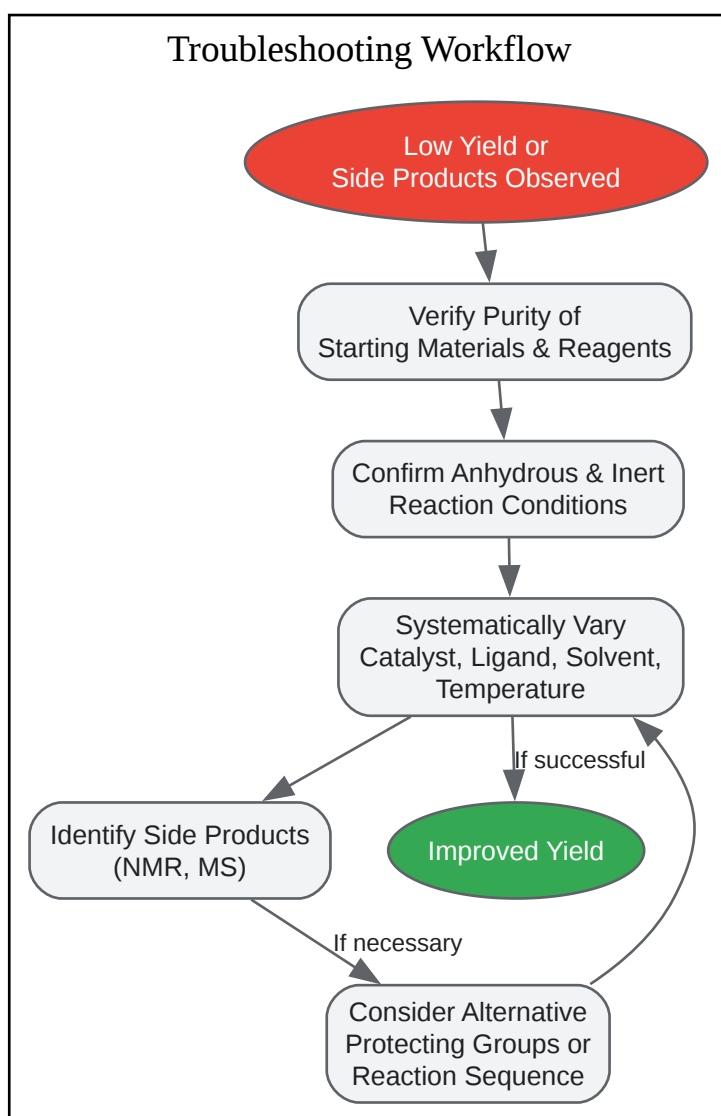 Troubleshooting Workflow
Low Yield or
Side Products Observed
Verify Purity of
Starting Materials & Reagents
Confirm Anhydrous & Inert
Reaction Conditions
Systematically Vary
Catalyst, Ligand, Solvent,
Temperature
If successful
Identify Side Products
(NMR, MS)
Improved Yield
If necessary
Consider Alternative
Protecting Groups or
Reaction Sequence